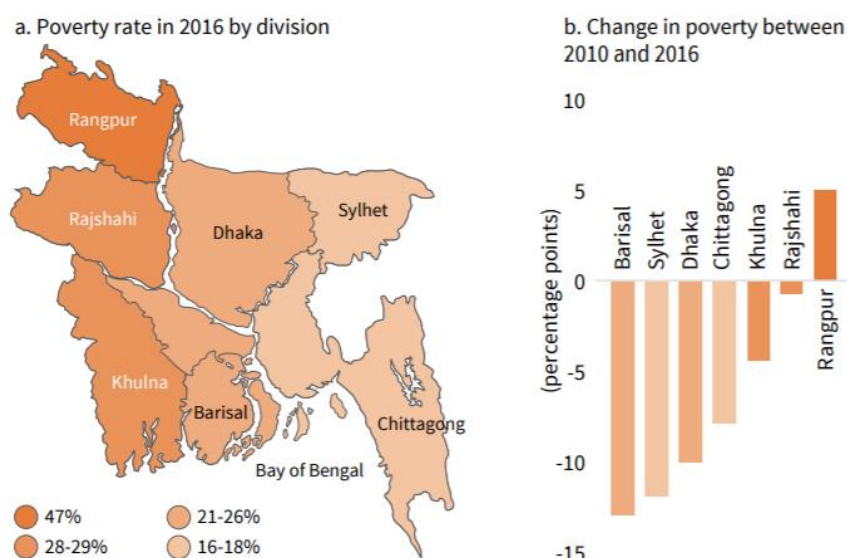 a. Poverty rate in 2016 by division
Rangpur
Rajshahi
Dhaka
Sylhet
Khulna
Barisal
Chittagong
Bay of Bengal
47%
28-29%
21-26%
16-18%
b. Change in poverty between
2010 and 2016
(percentage points)
10
5
0
-5
-10
-15
Barisal
Sylhet
Dhaka
Chittagong
Khulna
Rajshahi
Rangpur